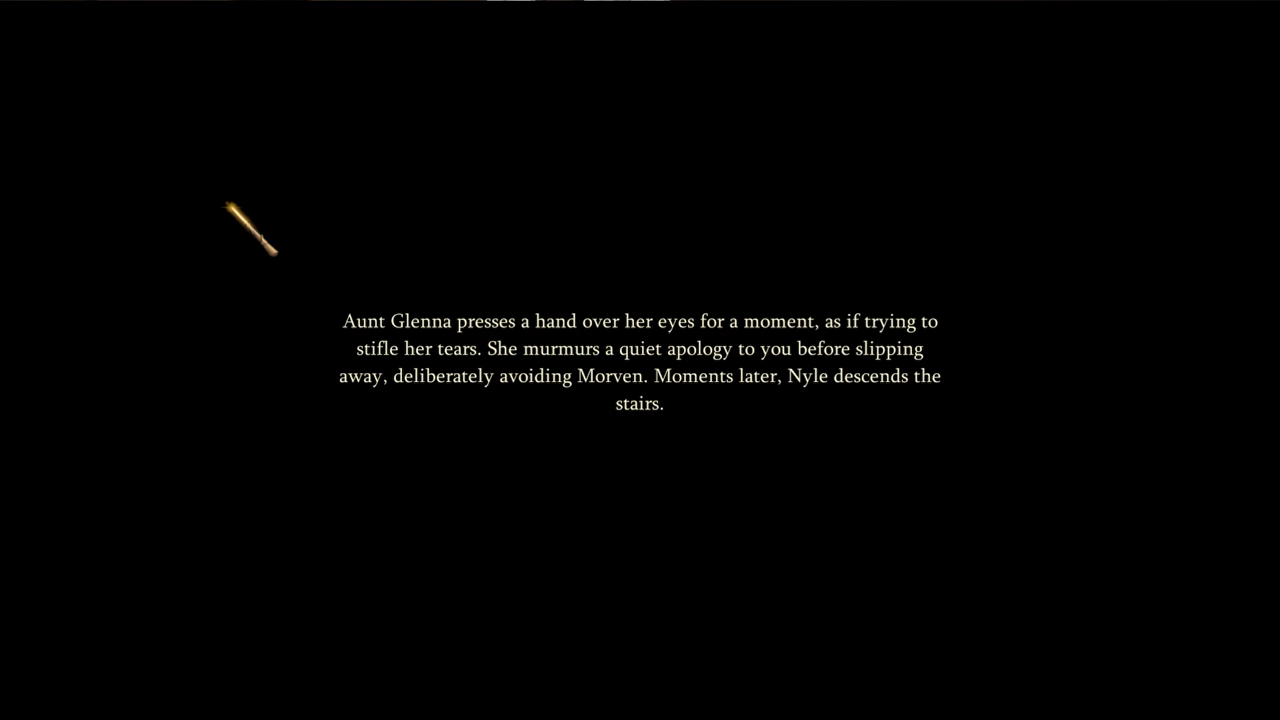 Aunt Glenna presses a hand over her eyes for a moment, as if trying to
stifle her tears. She murmurs a quiet apology to you before slipping
away, deliberately avoiding Morven. Moments later, Nyle descends the
stairs.